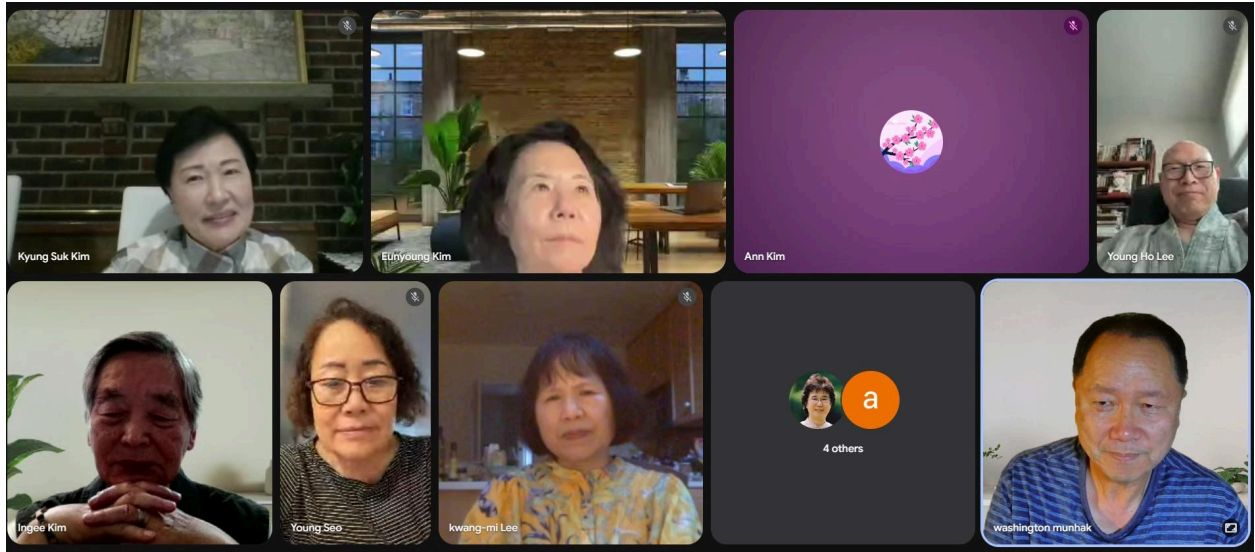 Kyung Suk Kim
Eunyoung Kim
Ann Kim
Young Ho Lee
Ingee Kim
Young Seo
kwang-mi Lee
a
4 others
washington munhak